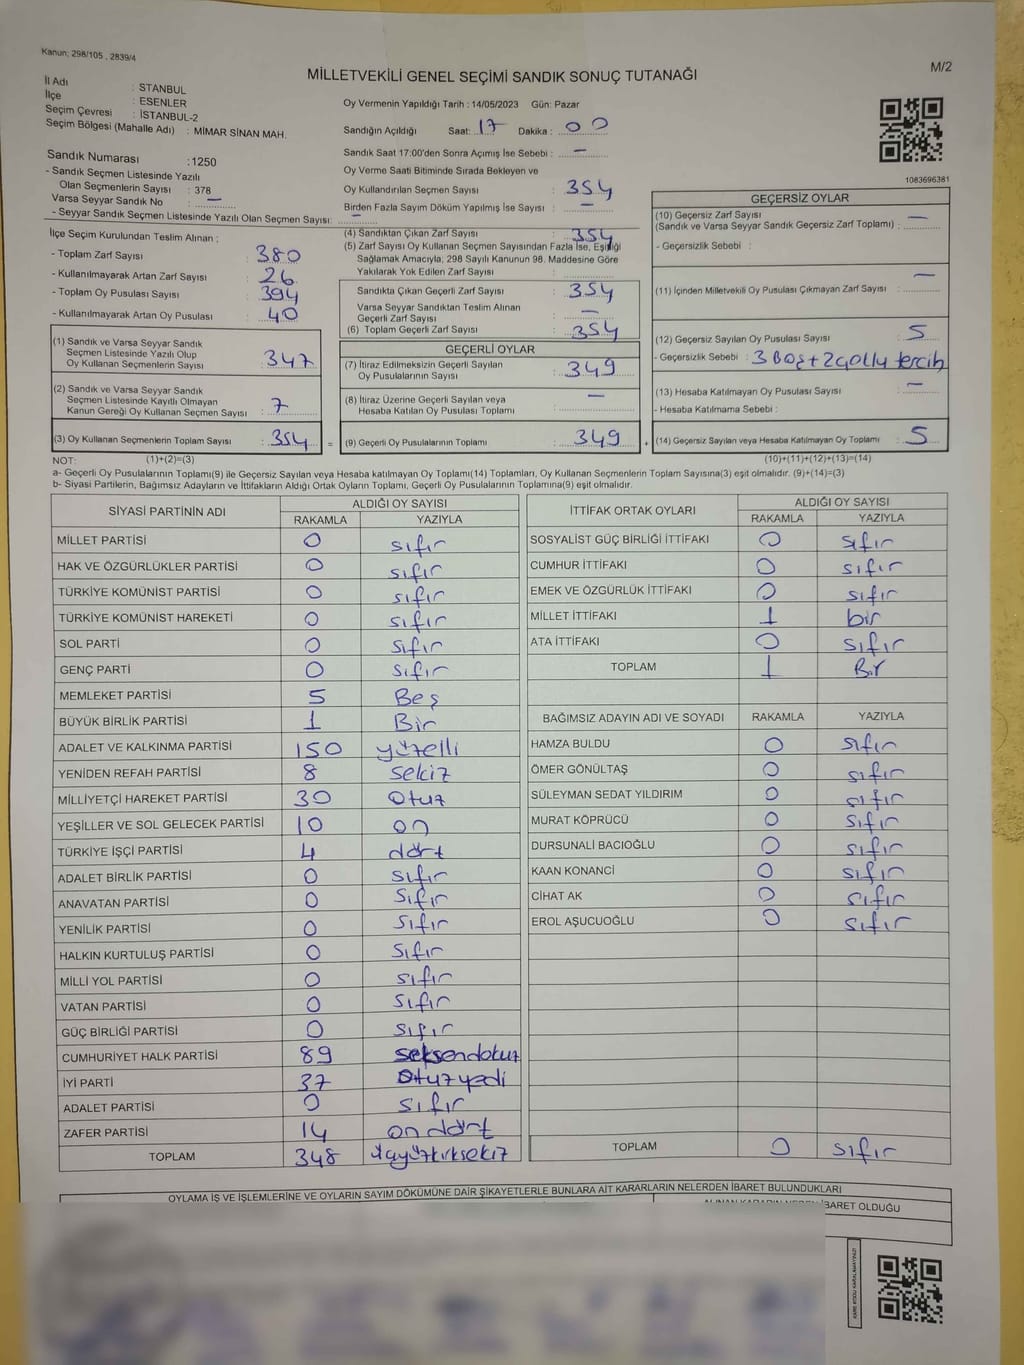 Kanun; 298/105 , 2839/4
M/2
MİLLETVEKİLİ GENEL SEÇİMİ SANDIK SONUÇ TUTANAĞI
İl Adı : STANBUL
İlçe : ESENLER
Seçim Çevresi : İSTANBUL-2
Seçim Bölgesi (Mahalle Adı) : MİMAR SİNAN MAH.
Oy Vermenin Yapıldığı Tarih : 14/05/2023 Gün: Pazar
Sandığın Açıldığı Saat: 17 Dakika : 00
Sandık Saat 17:00'den Sonra Açımış İse Sebebi : —
Oy Verme Saati Bitiminde Sırada Bekleyen ve
Oy Kullandırılan Seçmen Sayısı : 354
Birden Fazla Sayım Döküm Yapılmış İse Sayısı : —
1083696381
Sandık Numarası :1250
- Sandık Seçmen Listesinde Yazılı
Olan Seçmenlerin Sayısı : 378
Varsa Seyyar Sandık No : —
- Seyyar Sandık Seçmen Listesinde Yazılı Olan Seçmen Sayısı: —
İlçe Seçim Kurulundan Teslim Alınan ;
- Toplam Zarf Sayısı : 380
- Kullanılmayarak Artan Zarf Sayısı : 26
- Toplam Oy Pusulası Sayısı : 394
- Kullanılmayarak Artan Oy Pusulası : 40
(1) Sandık ve Varsa Seyyar Sandık
Seçmen Listesinde Yazılı Olup
Oy Kullanan Seçmenlerin Sayısı : 347
(2) Sandık ve Varsa Seyyar Sandık
Seçmen Listesinde Kayıtlı Olmayan
Kanun Gereği Oy Kullanan Seçmen Sayısı : 7
(3) Oy Kullanan Seçmenlerin Toplam Sayısı : 354
(4) Sandıktan Çıkan Zarf Sayısı : 354
(5) Zarf Sayısı Oy Kullanan Seçmen Sayısından Fazla İse, Eşitliği
Sağlamak Amacıyla; 298 Sayılı Kanunun 98. Maddesine Göre
Yakılarak Yok Edilen Zarf Sayısı :
Sandıkta Çıkan Geçerli Zarf Sayısı : 354
Varsa Seyyar Sandıktan Teslim Alınan
Geçerli Zarf Sayısı : —
(6) Toplam Geçerli Zarf Sayısı : 354
GEÇERLİ OYLAR
(7) İtiraz Edilmeksizin Geçerli Sayılan
Oy Pusulalarının Sayısı : 349
(8) İtiraz Üzerine Geçerli Sayılan veya
Hesaba Katılan Oy Pusulası Toplamı : —
= (9) Geçerli Oy Pusulalarının Toplamı : 349
GEÇERSİZ OYLAR
(10) Geçersiz Zarf Sayısı
(Sandık ve Varsa Seyyar Sandık Geçersiz Zarf Toplamı) : —
- Geçersizlik Sebebi :
(11) İçinden Milletvekili Oy Pusulası Çıkmayan Zarf Sayısı : —
(12) Geçersiz Sayılan Oy Pusulası Sayısı : 5
- Geçersizlik Sebebi : 3 Boş + 2 çoklu tercih
(13) Hesaba Katılmayan Oy Pusulası Sayısı : —
- Hesaba Katılmama Sebebi :
+ (14) Geçersiz Sayılan veya Hesaba Katılmayan Oy Toplamı : 5
NOT: (1)+(2)=(3)
(10)+(11)+(12)+(13)=(14)
a- Geçerli Oy Pusulalarının Toplamı(9) ile Geçersiz Sayılan veya Hesaba katılmayan Oy Toplamı(14) Toplamları, Oy Kullanan Seçmenlerin Toplam Sayısına(3) eşit olmalıdır. (9)+(14)=(3)
b- Siyasi Partilerin, Bağımsız Adayların ve İttifakların Aldığı Ortak Oyların Toplamı, Geçerli Oy Pusulalarının Toplamına(9) eşit olmalıdır.
SİYASİ PARTİNİN ADI ALDIĞI OY SAYISI
RAKAMLA YAZIYLA
MİLLET PARTİSİ 0 sıfır
HAK VE ÖZGÜRLÜKLER PARTİSİ 0 sıfır
TÜRKİYE KOMÜNİST PARTİSİ 0 sıfır
TÜRKİYE KOMÜNİST HAREKETİ 0 sıfır
SOL PARTİ 0 sıfır
GENÇ PARTİ 0 sıfır
MEMLEKET PARTİSİ 5 Beş
BÜYÜK BİRLİK PARTİSİ 1 Bir
ADALET VE KALKINMA PARTİSİ 150 yüzelli
YENİDEN REFAH PARTİSİ 8 sekiz
MİLLİYETÇİ HAREKET PARTİSİ 30 Otuz
YEŞİLLER VE SOL GELECEK PARTİSİ 10 on
TÜRKİYE İŞÇİ PARTİSİ 4 dört
ADALET BİRLİK PARTİSİ 0 sıfır
ANAVATAN PARTİSİ 0 sıfır
YENİLİK PARTİSİ 0 sıfır
HALKIN KURTULUŞ PARTİSİ 0 sıfır
MİLLİ YOL PARTİSİ 0 sıfır
VATAN PARTİSİ 0 sıfır
GÜÇ BİRLİĞİ PARTİSİ 0 sıfır
CUMHURİYET HALK PARTİSİ 89 seksendokuz
İYİ PARTİ 37 Otuzyedi
ADALET PARTİSİ 0 sıfır
ZAFER PARTİSİ 14 ondört
TOPLAM 348 üçyüzkırksekiz
İTTİFAK ORTAK OYLARI ALDIĞI OY SAYISI
RAKAMLA YAZIYLA
SOSYALİST GÜÇ BİRLİĞİ İTTİFAKI 0 sıfır
CUMHUR İTTİFAKI 0 sıfır
EMEK VE ÖZGÜRLÜK İTTİFAKI 0 sıfır
MİLLET İTTİFAKI 1 bir
ATA İTTİFAKI 0 sıfır
TOPLAM 1 Bir
BAĞIMSIZ ADAYIN ADI VE SOYADI RAKAMLA YAZIYLA
HAMZA BULDU 0 sıfır
ÖMER GÖNÜLTAŞ 0 sıfır
SÜLEYMAN SEDAT YILDIRIM 0 sıfır
MURAT KÖPRÜCÜ 0 sıfır
DURSUNALİ BACIOĞLU 0 sıfır
KAAN KONANCİ 0 sıfır
CİHAT AK 0 sıfır
EROL AŞUCUOĞLU 0 sıfır
TOPLAM 0 sıfır
OYLAMA İŞ VE İŞLEMLERİNE VE OYLARIN SAYIM DÖKÜMÜNE DAİR ŞİKAYETLERLE BUNLARA AİT KARARLARIN NELERDEN İBARET BULUNDUKLARI
İBARET OLDUĞU